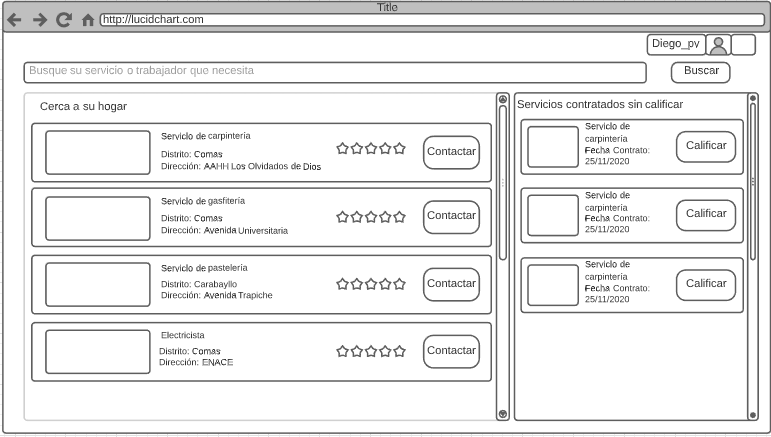 Title
http://lucidchart.com
Diego_pv
Busque su servicio o trabajador que necesita
Buscar
Cerca a su hogar
Servicio de carpintería
Distrito: Comas
Dirección: AAHH Los Olvidados de Dios
Contactar
Servicio de gasfitería
Distrito: Comas
Dirección: Avenida Universitaria
Contactar
Servicio de pastelería
Distrito: Carabayllo
Dirección: Avenida Trapiche
Contactar
Electricista
Distrito: Comas
Dirección: ENACE
Contactar
Servicios contratados sin calificar
Servicio de
carpintería
Fecha Contrato:
25/11/2020
Calificar
Servicio de
carpintería
Fecha Contrato:
25/11/2020
Calificar
Servicio de
carpintería
Fecha Contrato:
25/11/2020
Calificar